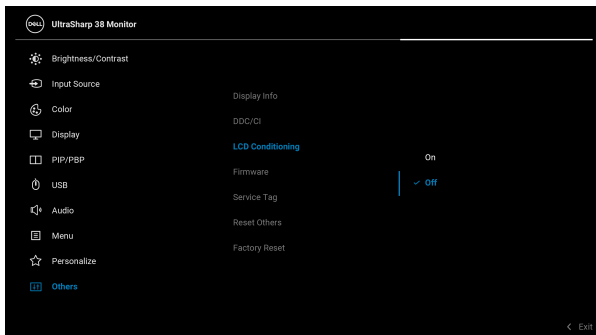 DELL UltraSharp 38 Monitor
Brightness/Contrast
Input Source
Color
Display
PIP/PBP
USB
Audio
Menu
Personalize
Others
Display Info
DDC/CI
LCD Conditioning
Firmware
Service Tag
Reset Others
Factory Reset
On
Off
Exit